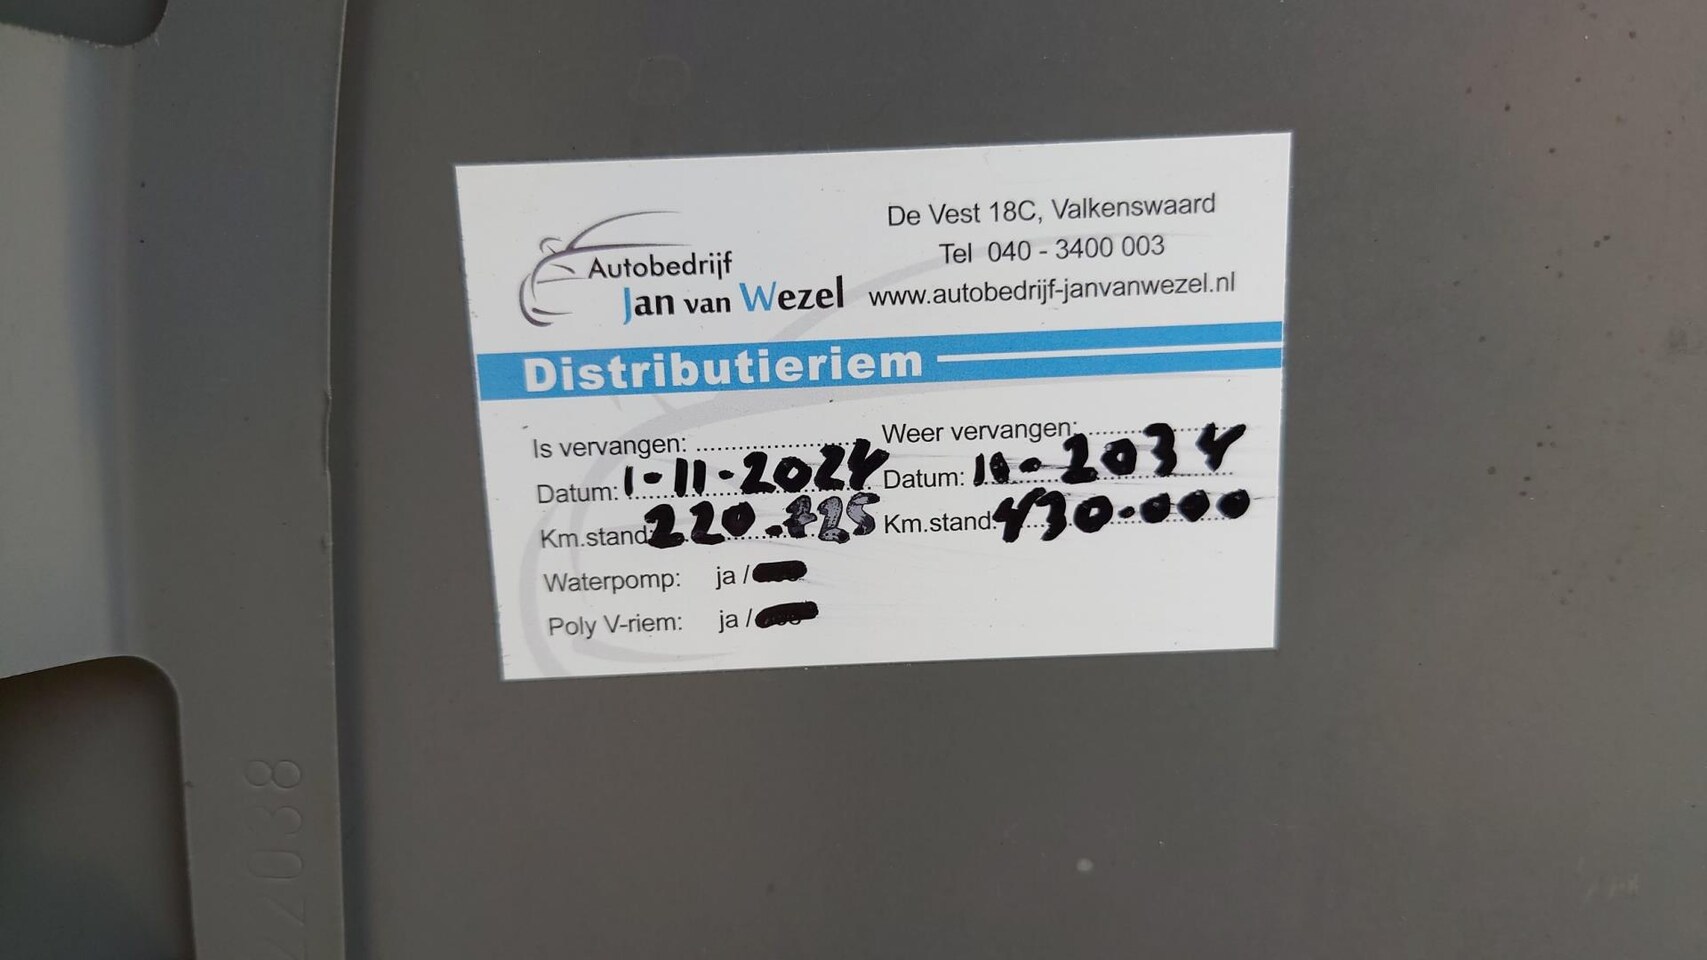 Autobedrijf
Jan van Wezel
De Vest 18C, Valkenswaard
Tel 040 - 3400 003
www.autobedrijf-janvanwezel.nl
Distributieriem
Is vervangen:
Datum: 1-11-2024
Km.stand: 220.725
Waterpomp: ja /
Poly V-riem: ja /
Weer vervangen:
Datum: 11-2034
Km.stand: 430.000
22038